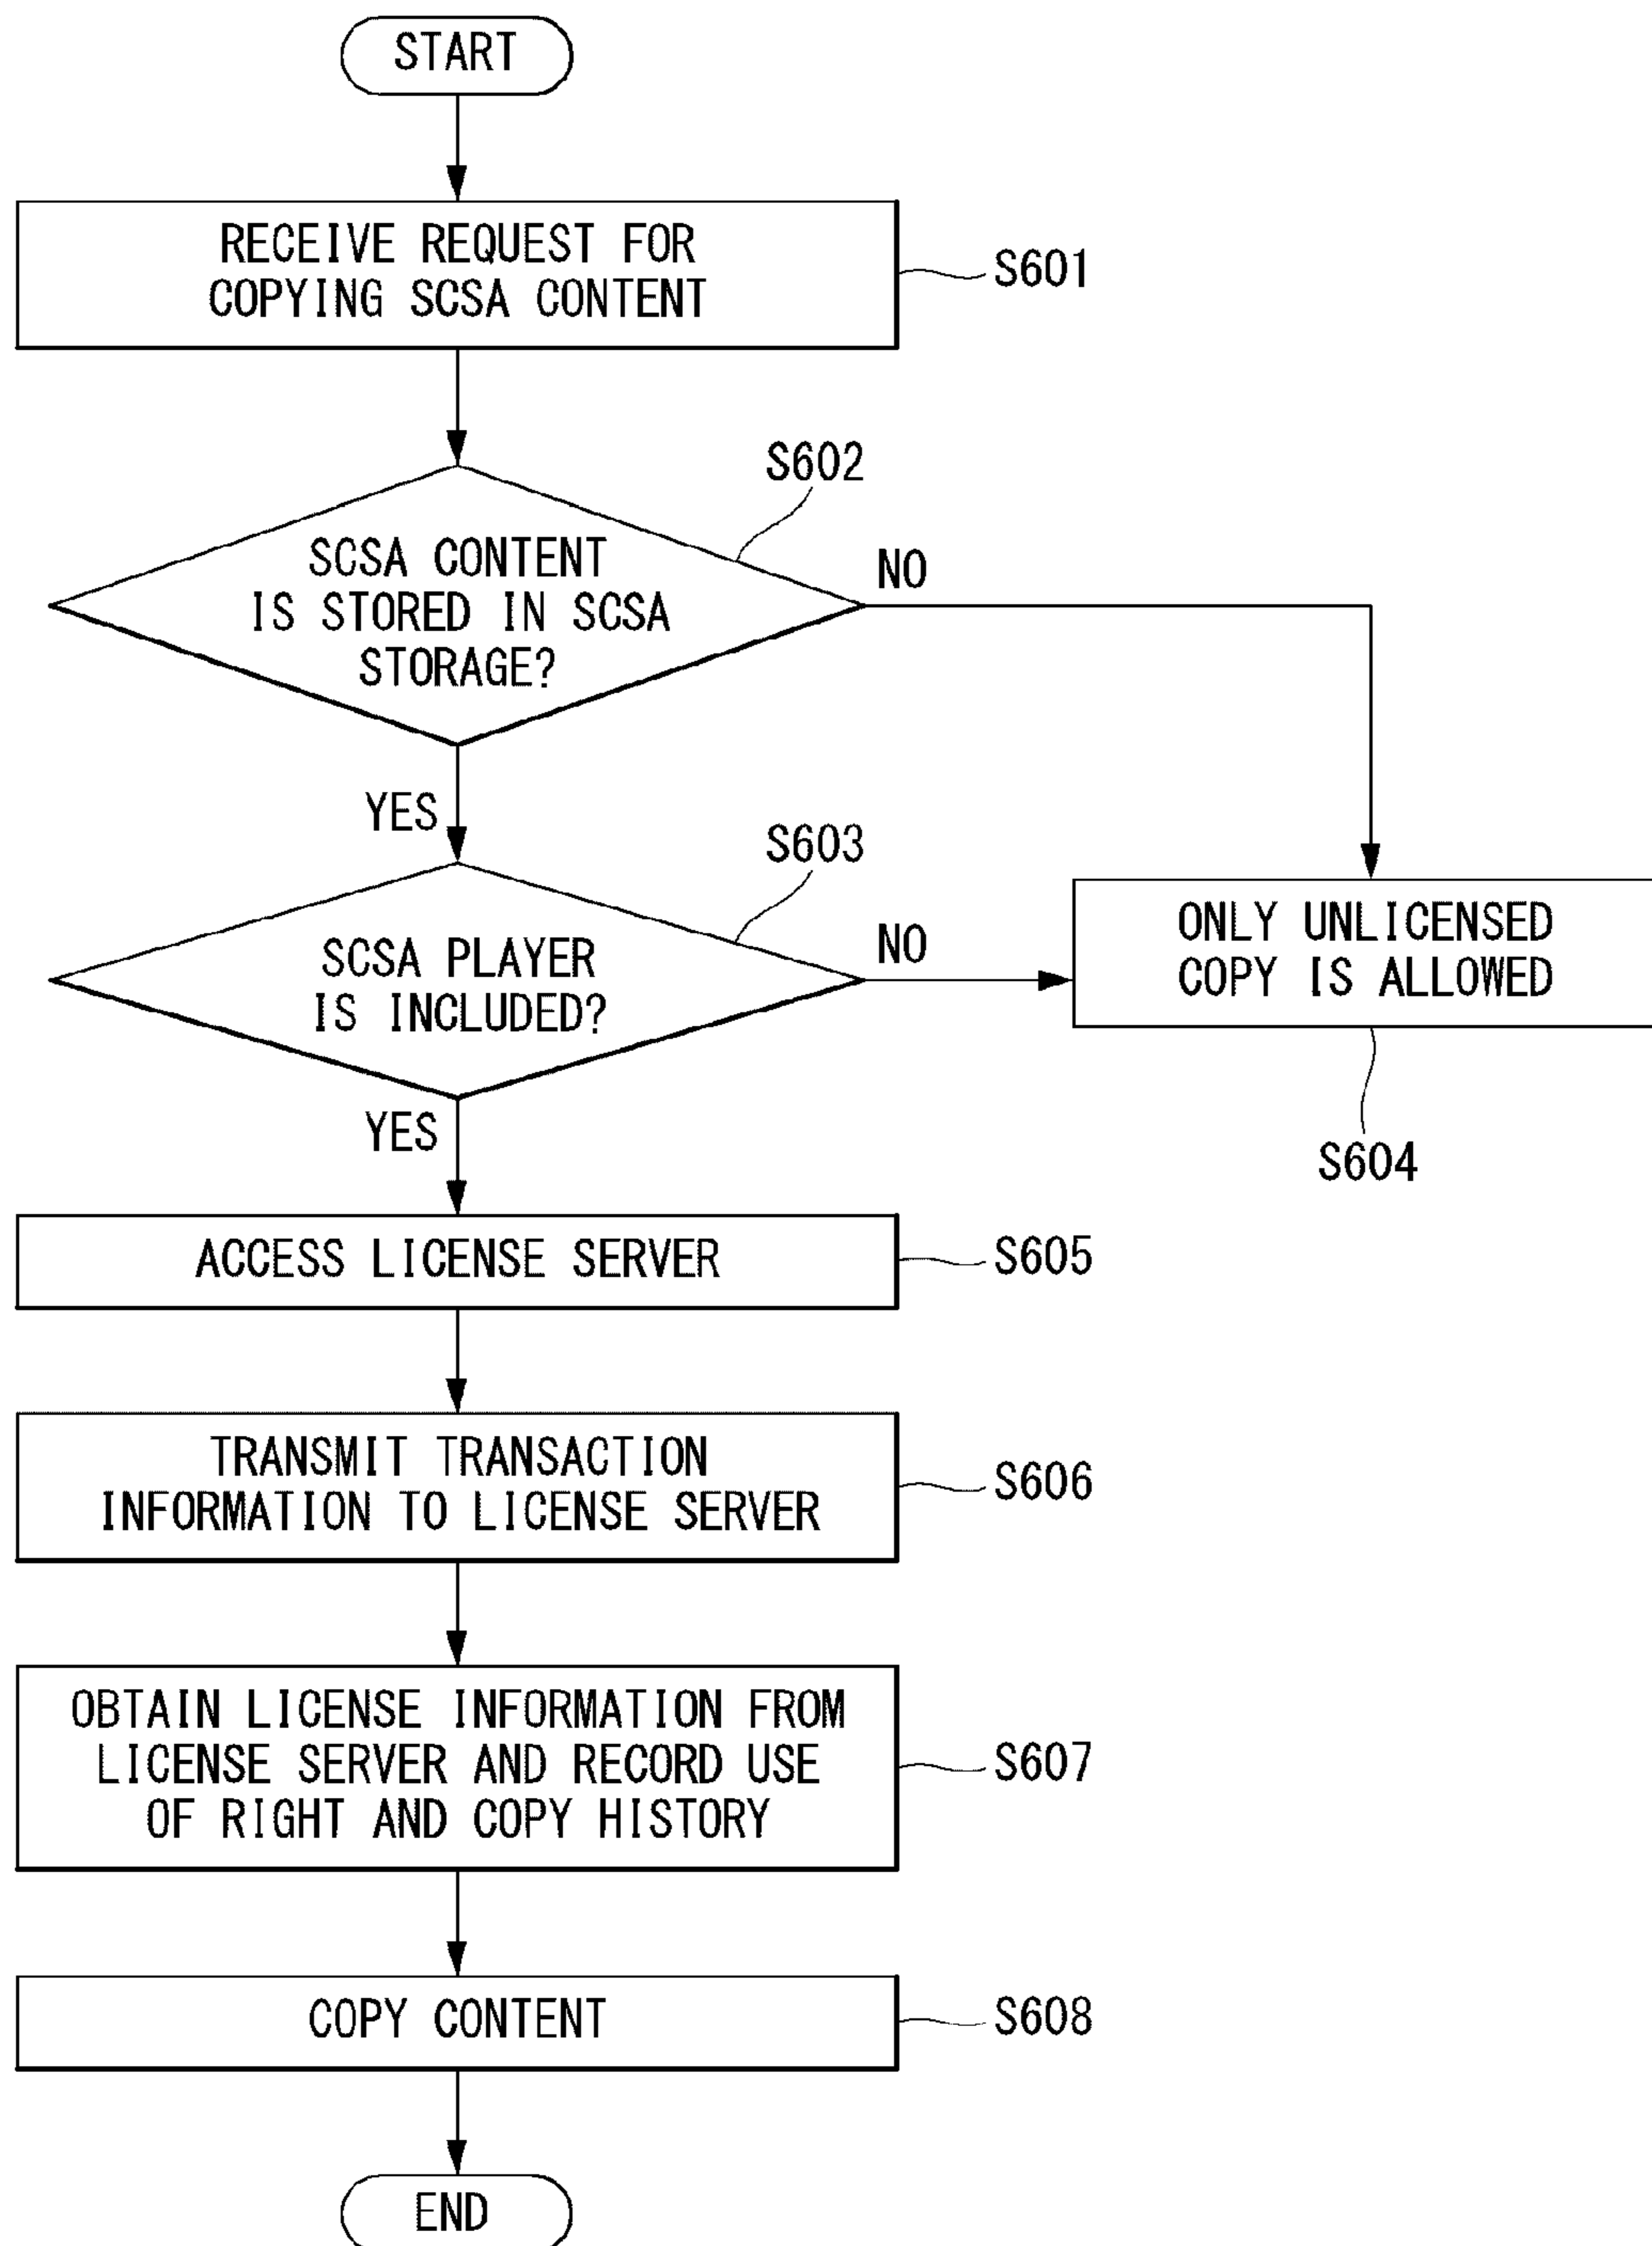 START
RECEIVE REQUEST FOR
COPYING SCSA CONTENT
S601
S602
SCSA CONTENT
IS STORED IN SCSA
STORAGE?
NO
YES
S603
SCSA PLAYER
IS INCLUDED?
NO
ONLY UNLICENSED
COPY IS ALLOWED
S604
YES
ACCESS LICENSE SERVER
S605
TRANSMIT TRANSACTION
INFORMATION TO LICENSE SERVER
S606
OBTAIN LICENSE INFORMATION FROM
LICENSE SERVER AND RECORD USE
OF RIGHT AND COPY HISTORY
S607
COPY CONTENT
S608
END